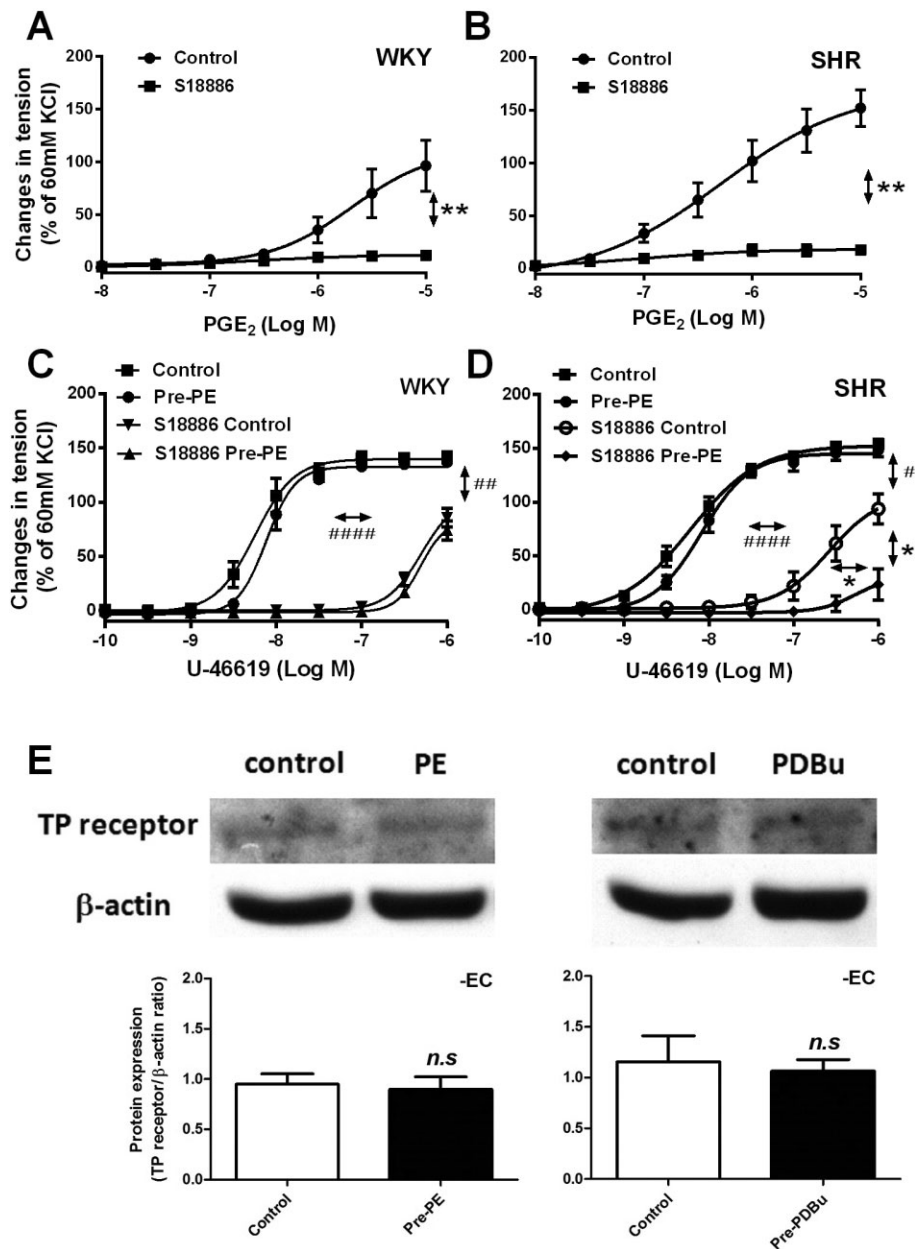 A
WKY
Control
S18886
Changes in tension
(% of 60mM KCl)
200
150
100
50
0
**
-8
-7
-6
-5
PGE2 (Log M)
B
SHR
Control
S18886
200
150
100
50
0
**
-8
-7
-6
-5
PGE2 (Log M)
C
WKY
Control
Pre-PE
S18886 Control
S18886 Pre-PE
Changes in tension
(% of 60mM KCl)
200
150
100
50
0
##
####
-10
-9
-8
-7
-6
U-46619 (Log M)
D
SHR
Control
Pre-PE
S18886 Control
S18886 Pre-PE
200
150
100
50
0
#
####
*
*
-10
-9
-8
-7
-6
U-46619 (Log M)
E
control PE
control PDBu
TP receptor
β-actin
Protein expression
(TP receptor/β-actin ratio)
2.0
1.5
1.0
0.5
0.0
-EC
n.s
Control
Pre-PE
2.0
1.5
1.0
0.5
0.0
-EC
n.s
Control
Pre-PDBu